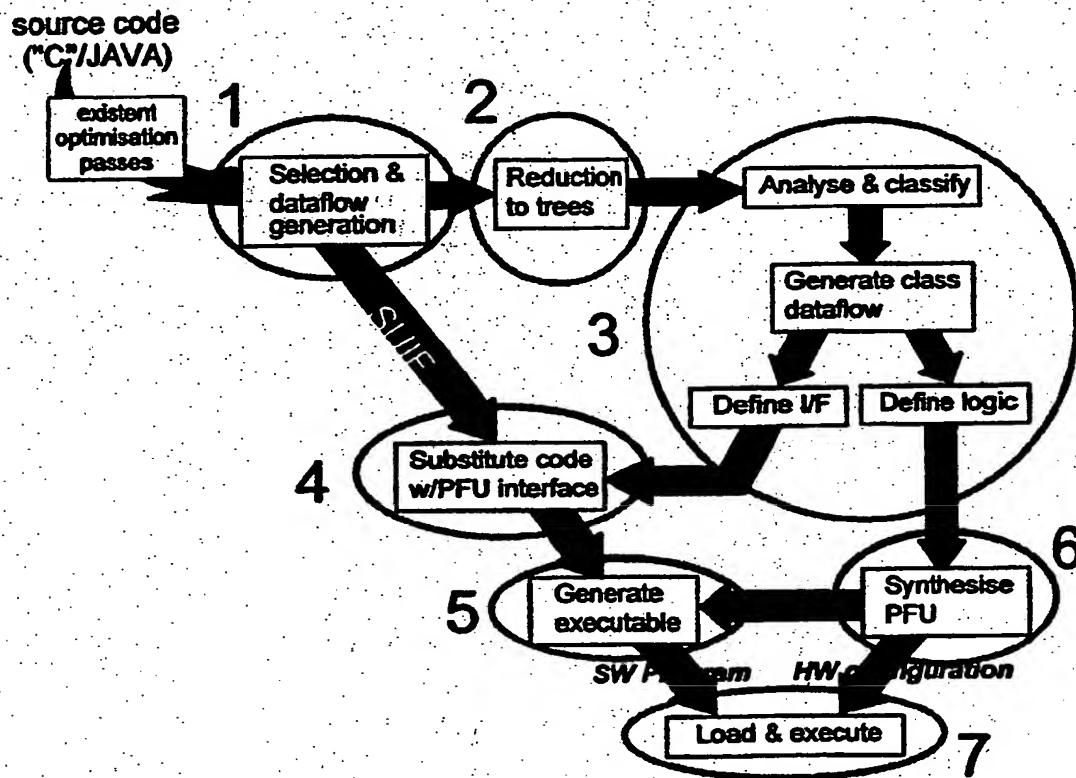 source code
("C"/JAVA)
existent
optimisation
passes
1
Selection &
dataflow
generation
2
Reduction
to trees
3
Analyse & classify
Generate class
dataflow
Define I/F
Define logic
SUIF
4
Substitute code
w/PFU interface
5
Generate
executable
6
Synthesise
PFU
SW
HW
7
Load & execute